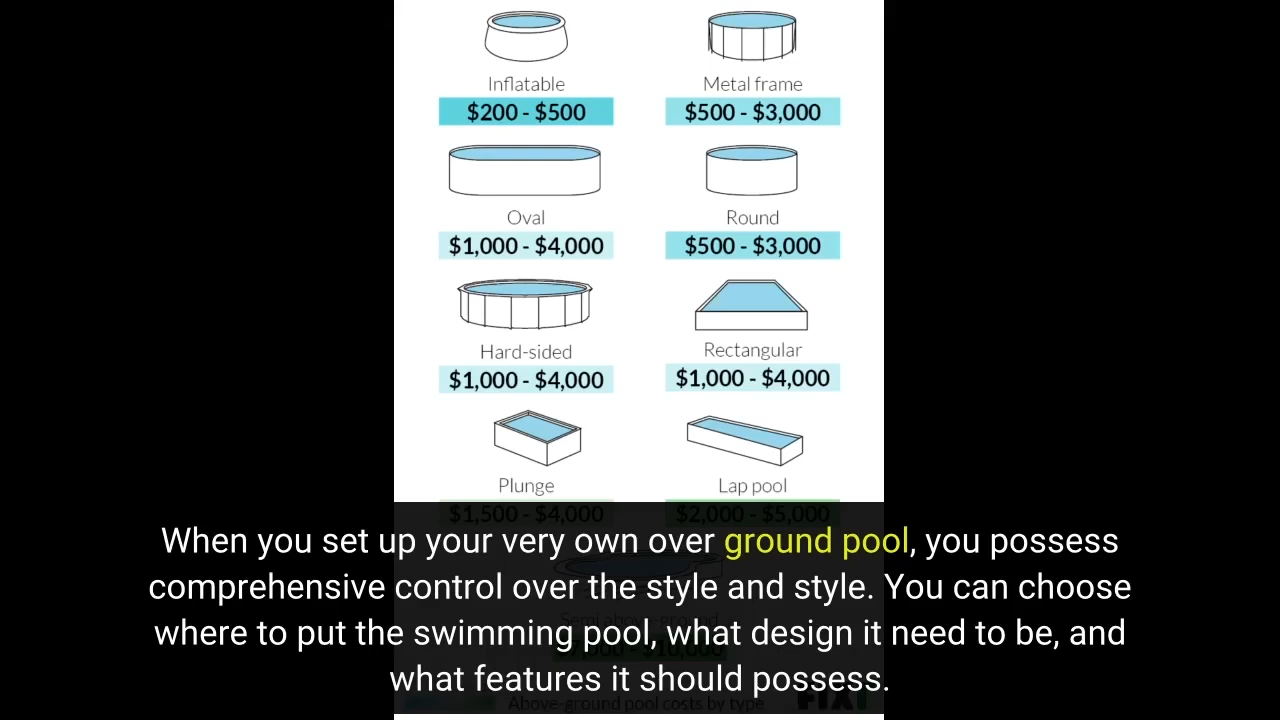 Inflatable Metal frame
$200 - $500 $500 - $3,000
Oval Round
$1,000 - $4,000 $500 - $3,000
Hard-sided Rectangular
$1,000 - $4,000 $1,000 - $4,000
Plunge Lap pool
$1,500 - $4,000 $2,000 - $5,000
When you set up your very own over ground pool, you possess
comprehensive control over the style and style. You can choose
where to put the swimming pool, what design it need to be, and
what features it should possess.
Above-ground pool costs by type